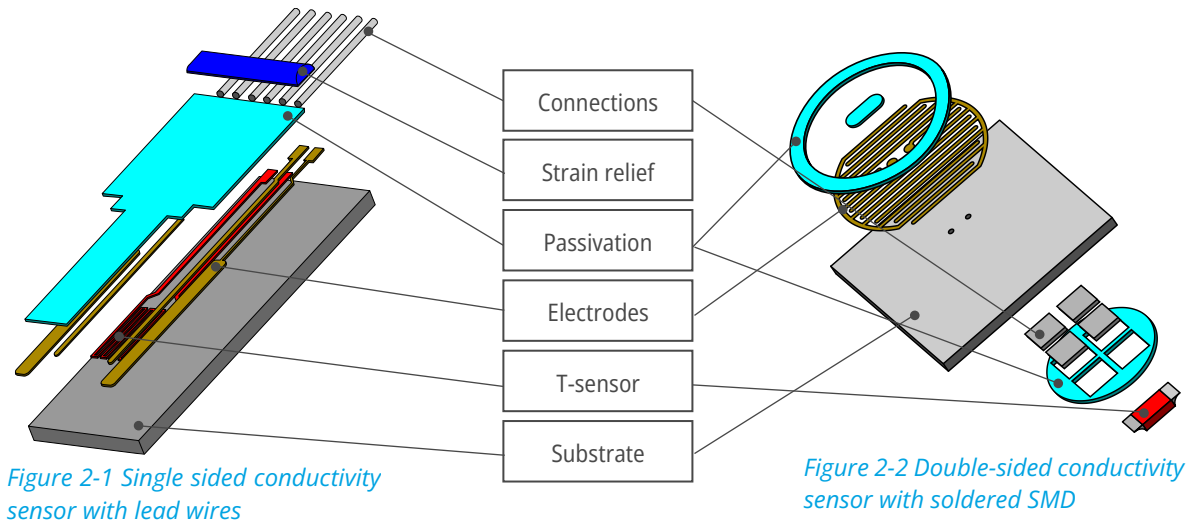 Connections
Strain relief
Passivation
Electrodes
T-sensor
Substrate
Figure 2-1 Single sided conductivity
sensor with lead wires
Figure 2-2 Double-sided conductivity
sensor with soldered SMD